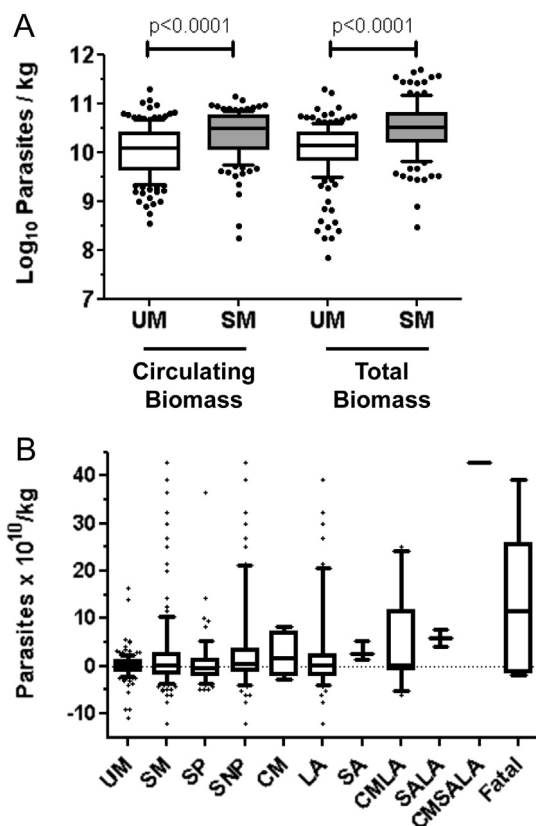 A
p<0.0001 p<0.0001
Log10 Parasites / kg
12
11
10
9
8
7
UM SM UM SM
Circulating Biomass
Total Biomass
B
Parasites x 10^10/kg
40
30
20
10
0
-10
UM
SM
SP
SNP
CM
LA
SA
CMLA
SALA
CMSALA
Fatal